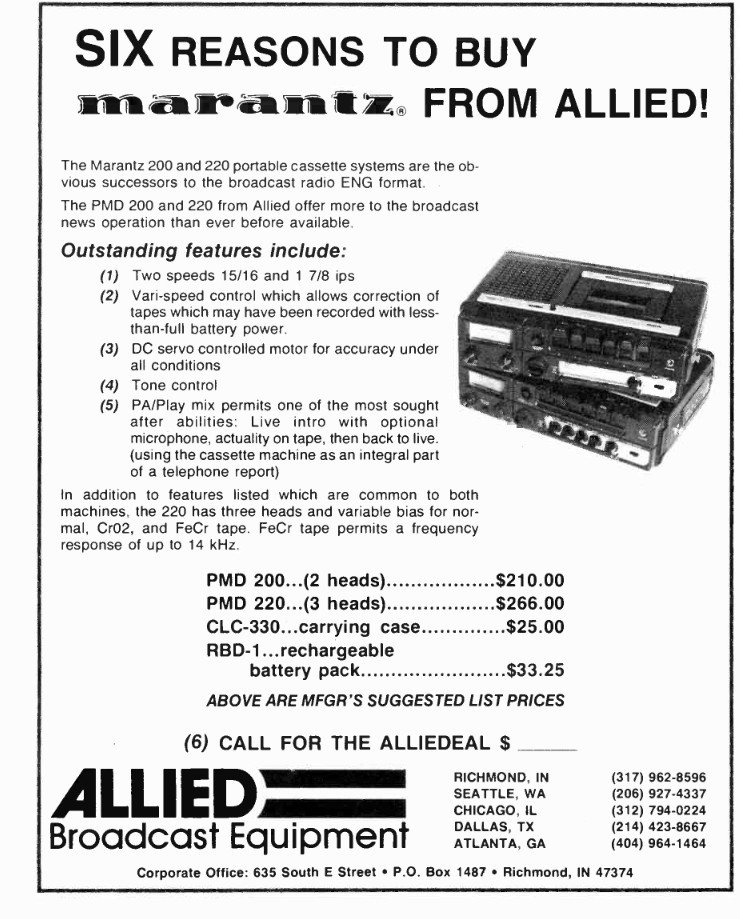 SIX REASONS TO BUY
marantz® FROM ALLIED!
The Marantz 200 and 220 portable cassette systems are the ob-
vious successors to the broadcast radio ENG format.
The PMD 200 and 220 from Allied offer more to the broadcast
news operation than ever before available.
Outstanding features include:
(1) Two speeds 15/16 and 1 7/8 ips
(2) Vari-speed control which allows correction of
tapes which may have been recorded with less-
than-full battery power.
(3) DC servo controlled motor for accuracy under
all conditions
(4) Tone control
(5) PA/Play mix permits one of the most sought
after abilities: Live intro with optional
microphone, actuality on tape, then back to live.
(using the cassette machine as an integral part
of a telephone report)
In addition to features listed which are common to both
machines, the 220 has three heads and variable bias for nor-
mal, Cr02, and FeCr tape. FeCr tape permits a frequency
response of up to 14 kHz.
PMD 200...(2 heads)..................$210.00
PMD 220...(3 heads)..................$266.00
CLC-330...carrying case..............$25.00
RBD-1...rechargeable
battery pack........................$33.25
ABOVE ARE MFGR'S SUGGESTED LIST PRICES
(6) CALL FOR THE ALLIEDEAL $ _____
ALLIED
Broadcast Equipment
RICHMOND, IN (317) 962-8596
SEATTLE, WA (206) 927-4337
CHICAGO, IL (312) 794-0224
DALLAS, TX (214) 423-8667
ATLANTA, GA (404) 964-1464
Corporate Office: 635 South E Street • P.O. Box 1487 • Richmond, IN 47374